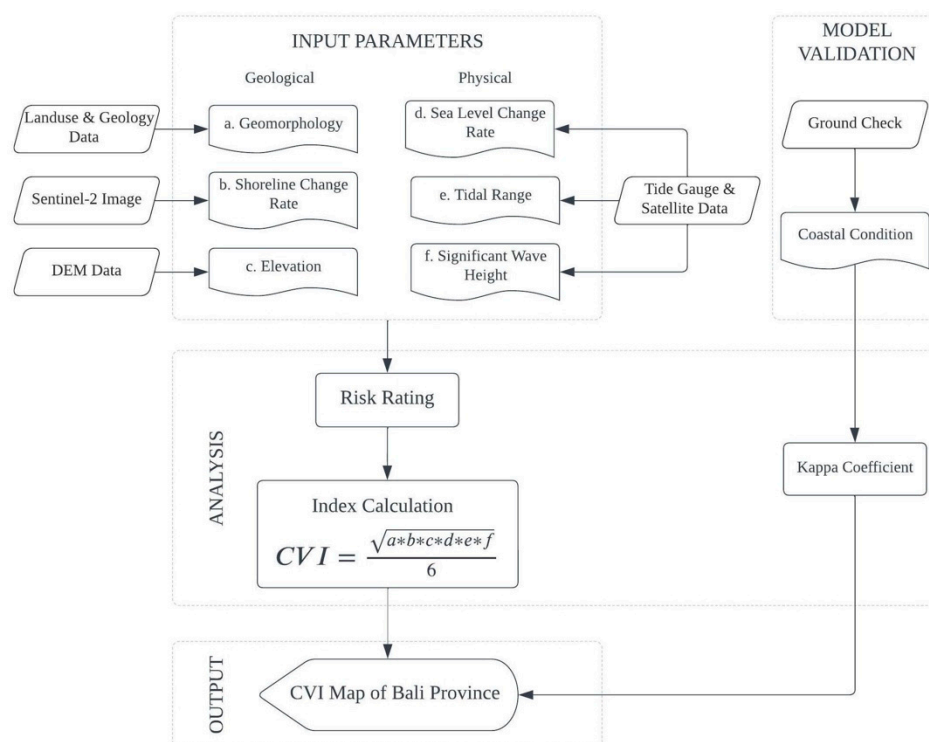 INPUT PARAMETERS
Geological
Physical
Landuse & Geology
Data
a. Geomorphology
d. Sea Level Change
Rate
Sentinel-2 Image
b. Shoreline Change
Rate
e. Tidal Range
Tide Gauge &
Satellite Data
DEM Data
c. Elevation
f. Significant Wave
Height
MODEL
VALIDATION
Ground Check
Coastal Condition
ANALYSIS
Risk Rating
Index Calculation
CVI = √a*b*c*d*e*f / 6
Kappa Coefficient
OUTPUT
CVI Map of Bali Province